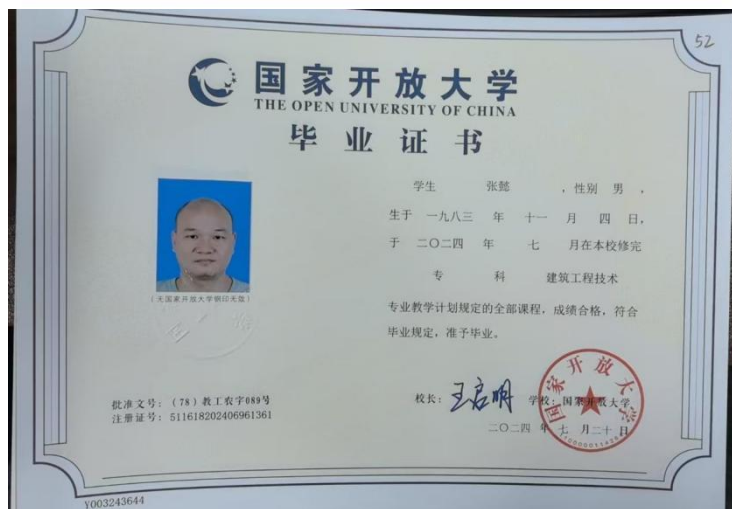 52
国家开放大学
THE OPEN UNIVERSITY OF CHINA
毕业证书
学生 张懿 ，性别 男 ，
生于 一九八三 年 十一 月 四 日，
于 二〇二四 年 七 月在本校修完
专 科 建筑工程技术
专业教学计划规定的全部课程，成绩合格，符合
毕业规定，准予毕业。
（无国家开放大学钢印无效）
批准文号：（78）教工农字089号
注册证号：511618202406961361
校长：王启明 学校：国家开放大学
国家开放大学
二〇二四 年 七 月二十 日
Y003243644